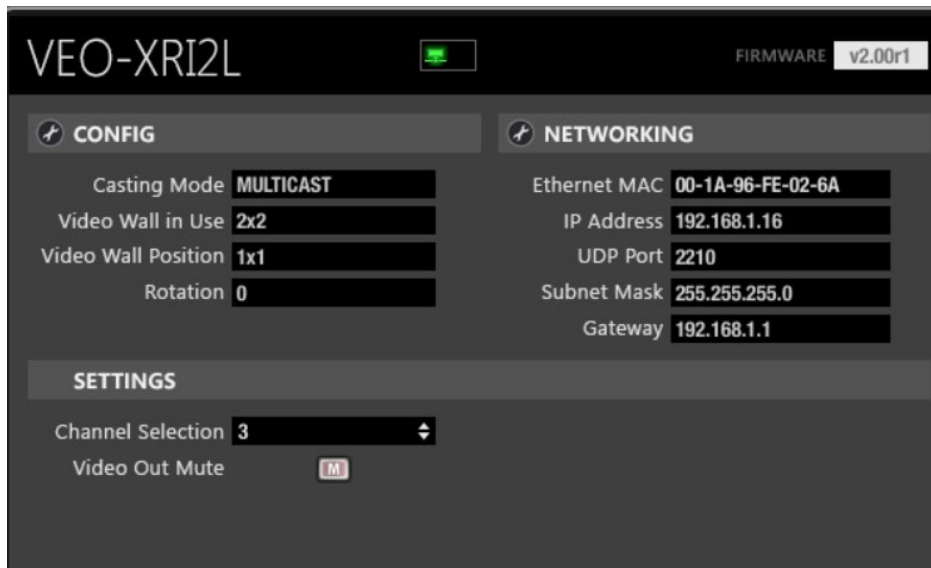 VEO-XRI2L
FIRMWARE v2.00r1
CONFIG
Casting Mode MULTICAST
Video Wall in Use 2x2
Video Wall Position 1x1
Rotation 0
NETWORKING
Ethernet MAC 00-1A-96-FE-02-6A
IP Address 192.168.1.16
UDP Port 2210
Subnet Mask 255.255.255.0
Gateway 192.168.1.1
SETTINGS
Channel Selection 3
Video Out Mute M